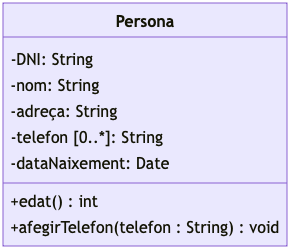 Persona
-DNI: String
-nom: String
-adreça: String
-telefon [0..*]: String
-dataNaixement: Date
+edat() : int
+afegirTelefon(telefon : String) : void